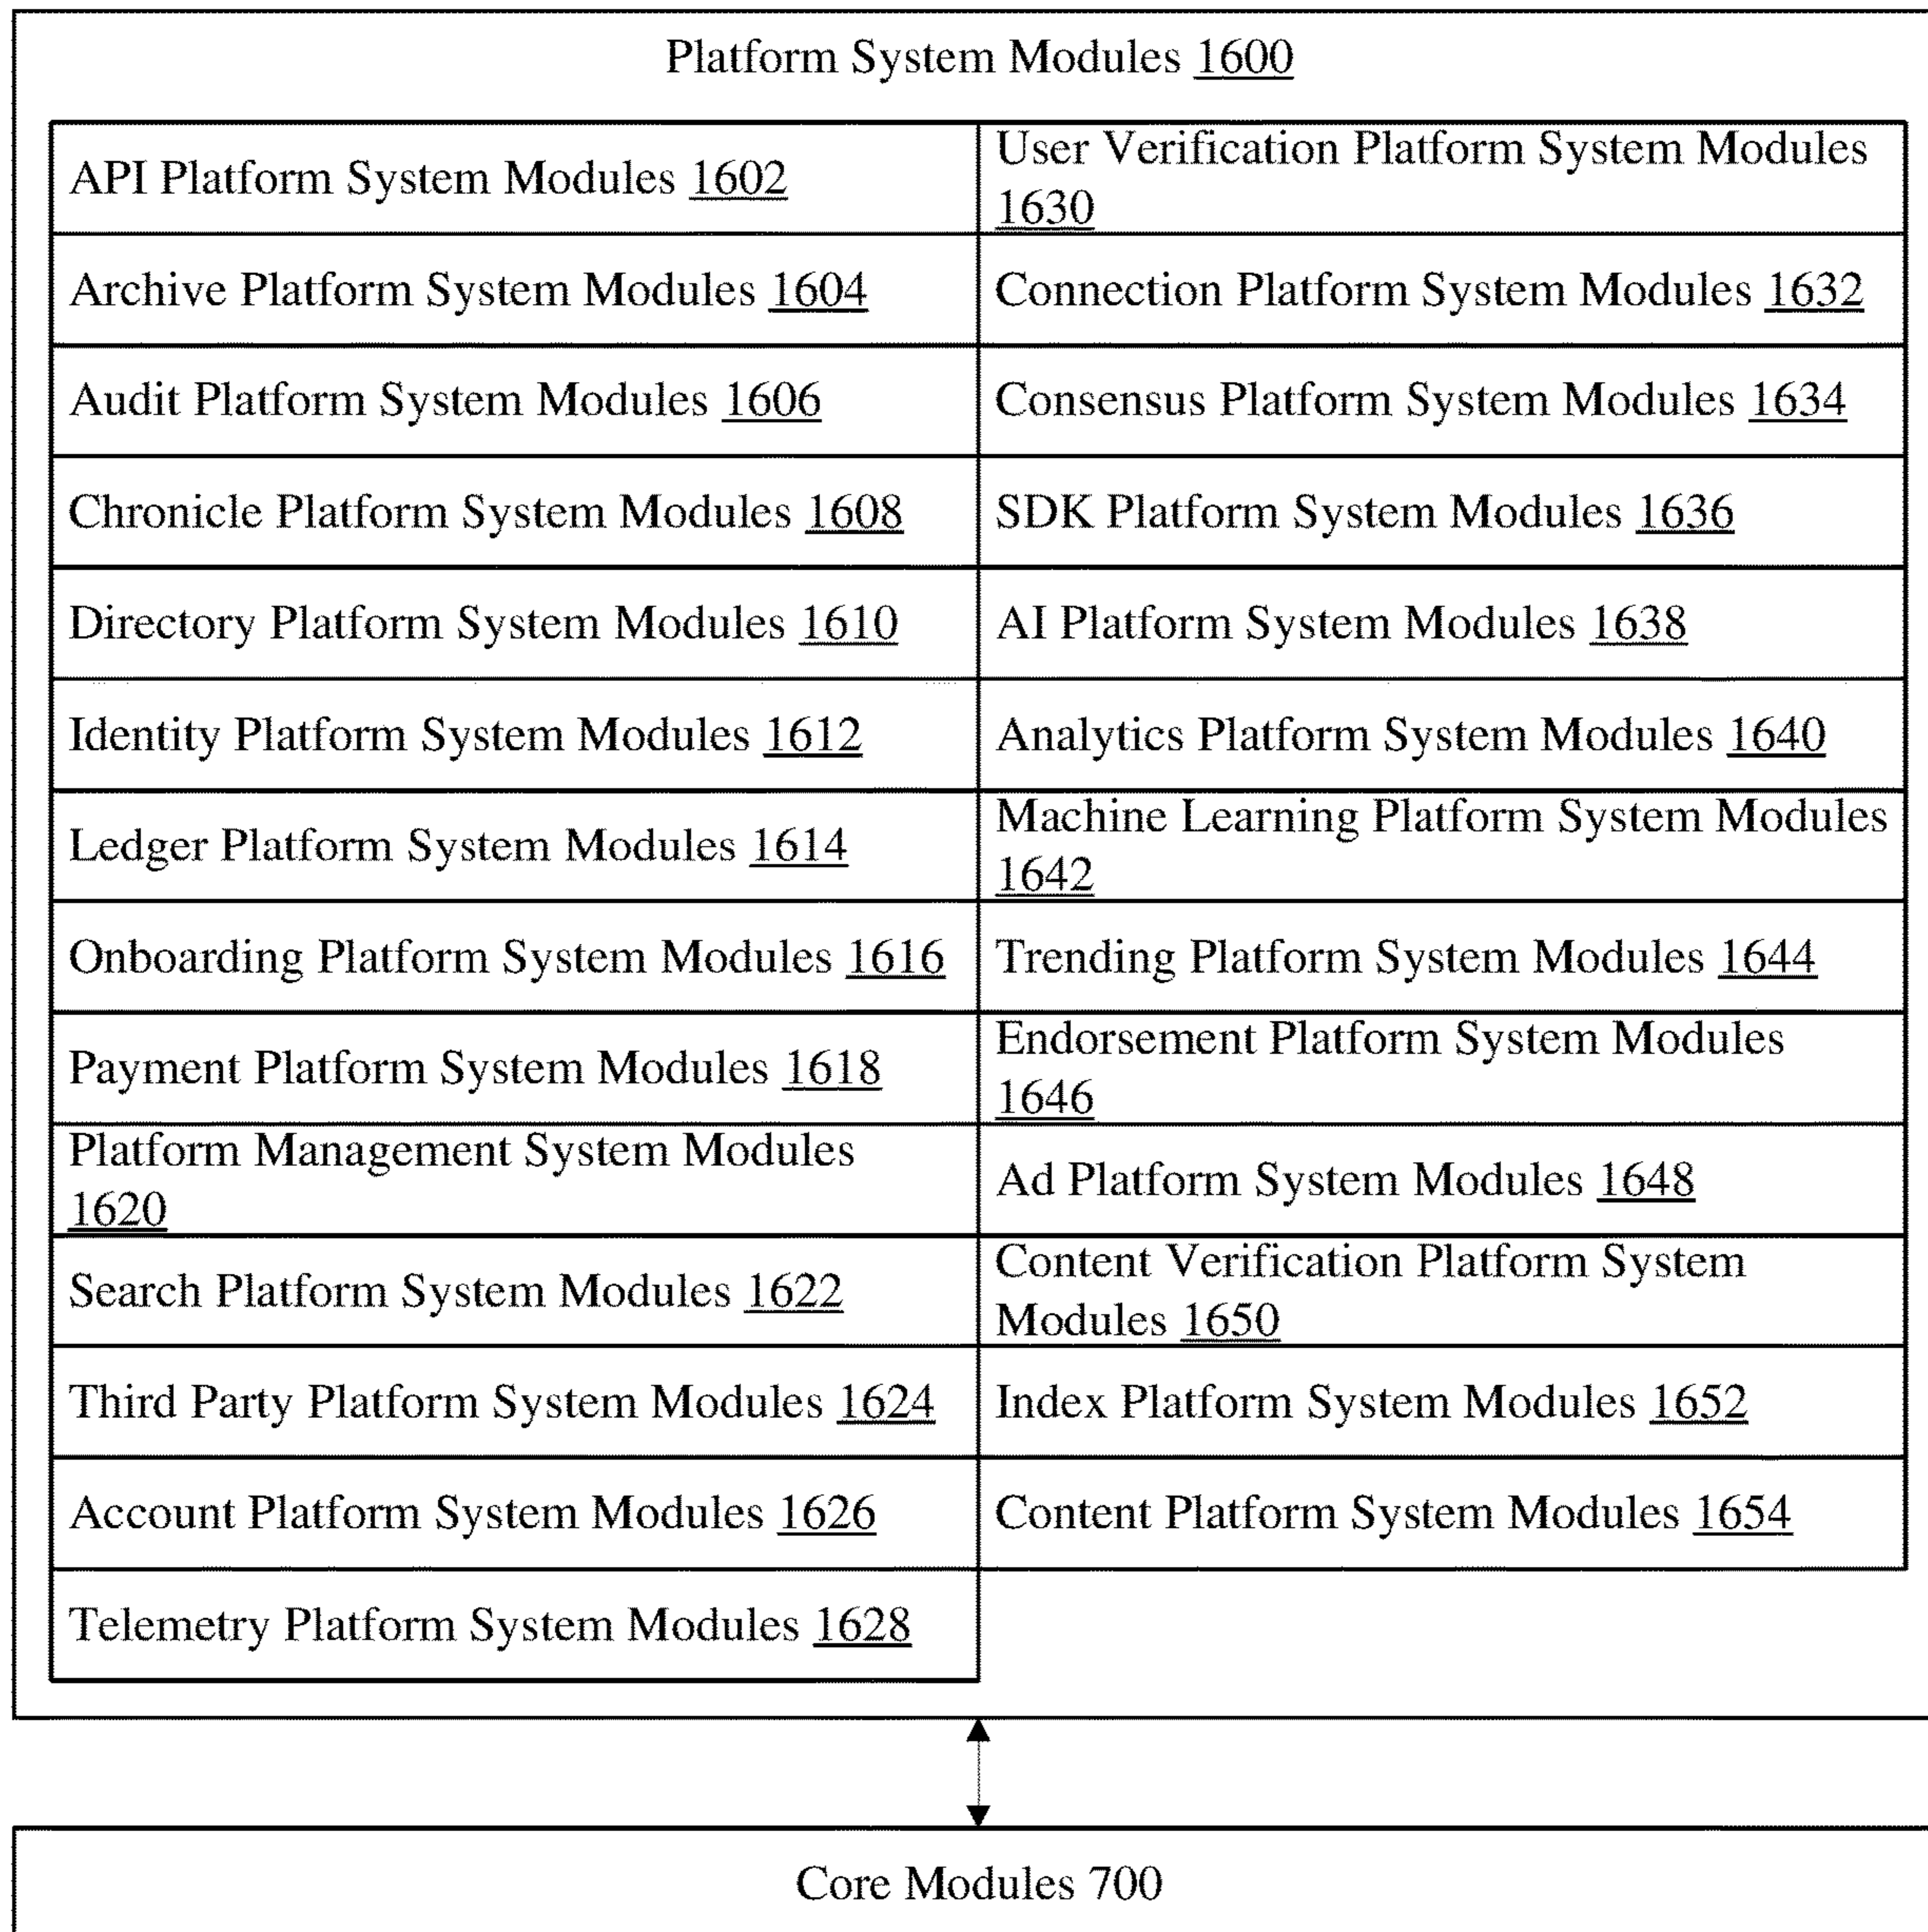 Platform System Modules 1600
API Platform System Modules 1602
Archive Platform System Modules 1604
Audit Platform System Modules 1606
Chronicle Platform System Modules 1608
Directory Platform System Modules 1610
Identity Platform System Modules 1612
Ledger Platform System Modules 1614
Onboarding Platform System Modules 1616
Payment Platform System Modules 1618
Platform Management System Modules
1620
Search Platform System Modules 1622
Third Party Platform System Modules 1624
Account Platform System Modules 1626
Telemetry Platform System Modules 1628
User Verification Platform System Modules
1630
Connection Platform System Modules 1632
Consensus Platform System Modules 1634
SDK Platform System Modules 1636
AI Platform System Modules 1638
Analytics Platform System Modules 1640
Machine Learning Platform System Modules
1642
Trending Platform System Modules 1644
Endorsement Platform System Modules
1646
Ad Platform System Modules 1648
Content Verification Platform System
Modules 1650
Index Platform System Modules 1652
Content Platform System Modules 1654
Core Modules 700